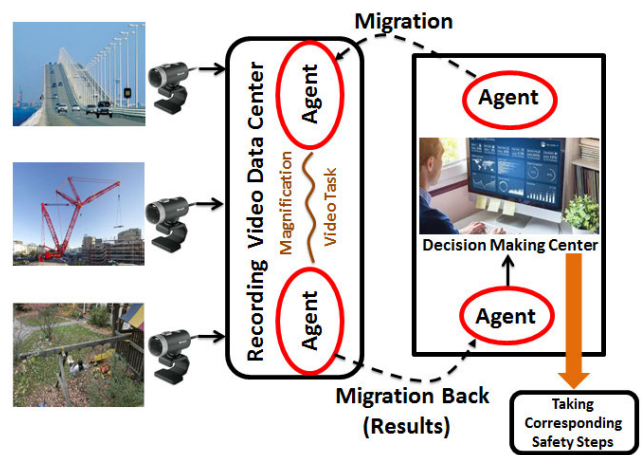 Migration
Recording Video Data Center
Agent
Magnification
Video Task
Agent
Agent
Decision Making Center
Agent
Migration Back
(Results)
Taking
Corresponding
Safety Steps